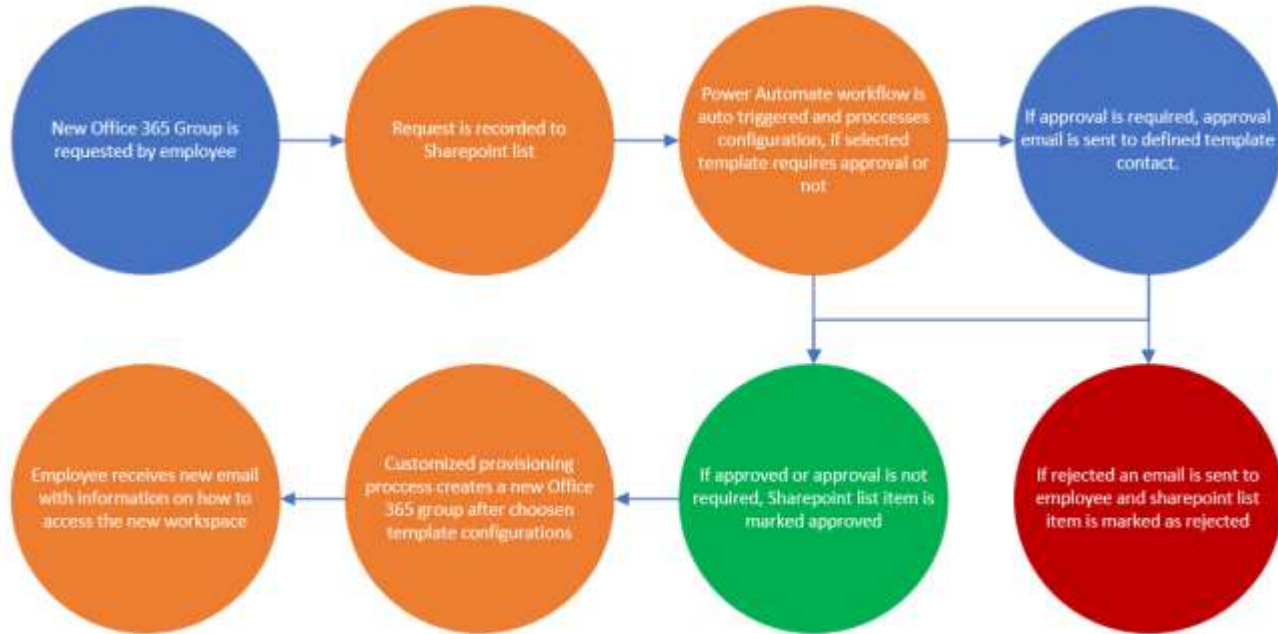 New Office 365 Group is
requested by employee
Request is recorded to
Sharepoint list
Power Automate workflow is
auto triggered and proccesses
configuration, if selected
template requires approval or
not
If approval is required, approval
email is sent to defined template
contact.
Employee receives new email
with information on how to
access the new workspace
Customized provisioning
proccess creates a new Office
365 group after choosen
template configurations
If approved or approval is not
required, Sharepoint list item is
marked approved
If rejected an email is sent to
employee and sharepoint list
item is marked as rejected